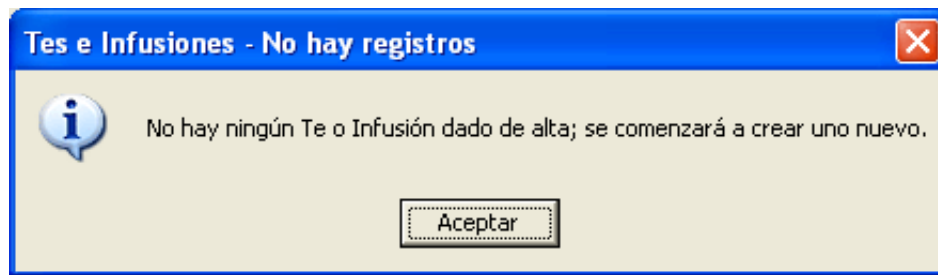 Tes e Infusiones - No hay registros
No hay ningún Te o Infusión dado de alta; se comenzará a crear uno nuevo.
Aceptar